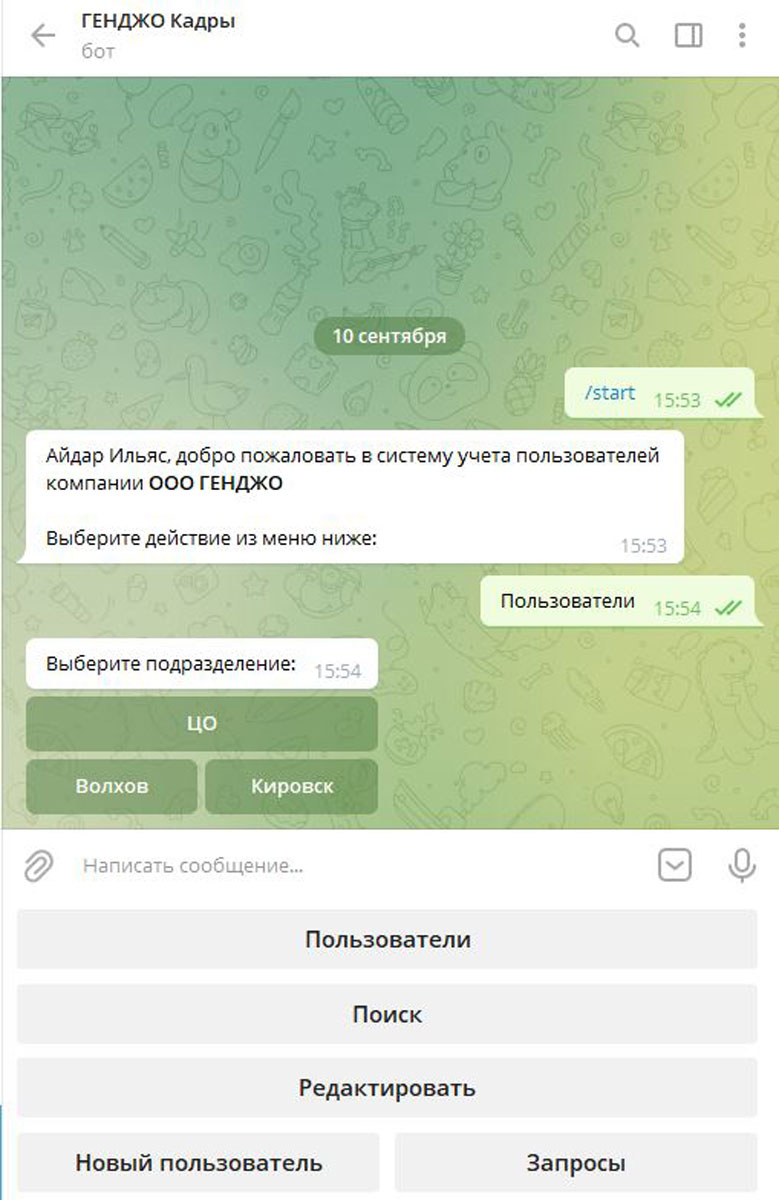 ГЕНДЖО Кадры
бот
10 сентября
/start 15:53
Айдар Ильяс, добро пожаловать в систему учета пользователей
компании ООО ГЕНДЖО
Выберите действие из меню ниже: 15:53
Пользователи 15:54
Выберите подразделение: 15:54
ЦО
Волхов Кировск
Написать сообщение...
Пользователи
Поиск
Редактировать
Новый пользователь Запросы